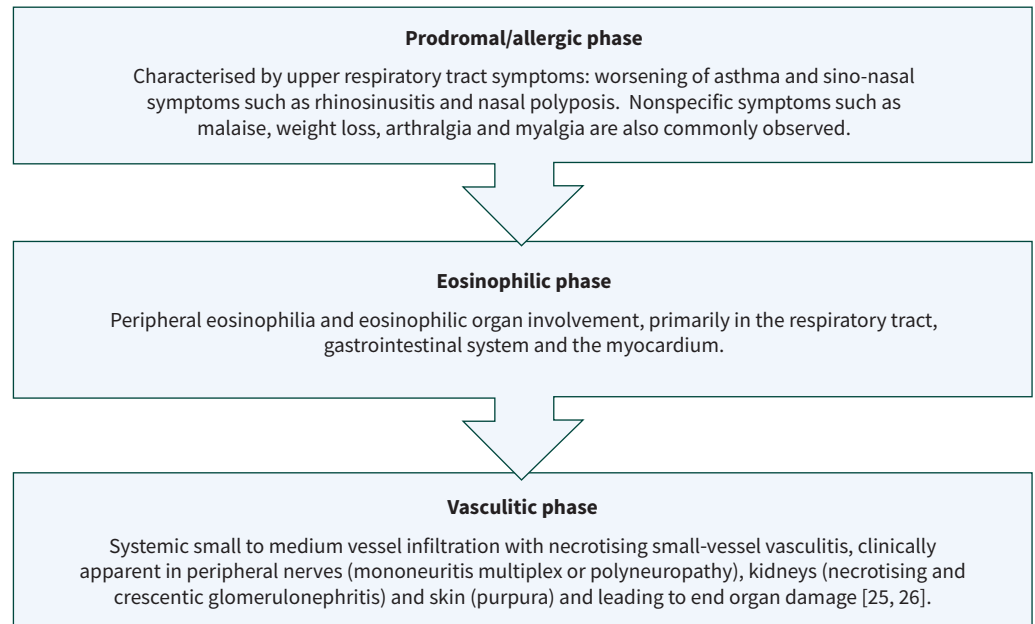 Prodromal/allergic phase
Characterised by upper respiratory tract symptoms: worsening of asthma and sino-nasal
symptoms such as rhinosinusitis and nasal polyposis. Nonspecific symptoms such as
malaise, weight loss, arthralgia and myalgia are also commonly observed.
Eosinophilic phase
Peripheral eosinophilia and eosinophilic organ involvement, primarily in the respiratory tract,
gastrointestinal system and the myocardium.
Vasculitic phase
Systemic small to medium vessel infiltration with necrotising small-vessel vasculitis, clinically
apparent in peripheral nerves (mononeuritis multiplex or polyneuropathy), kidneys (necrotising and
crescentic glomerulonephritis) and skin (purpura) and leading to end organ damage [25, 26].